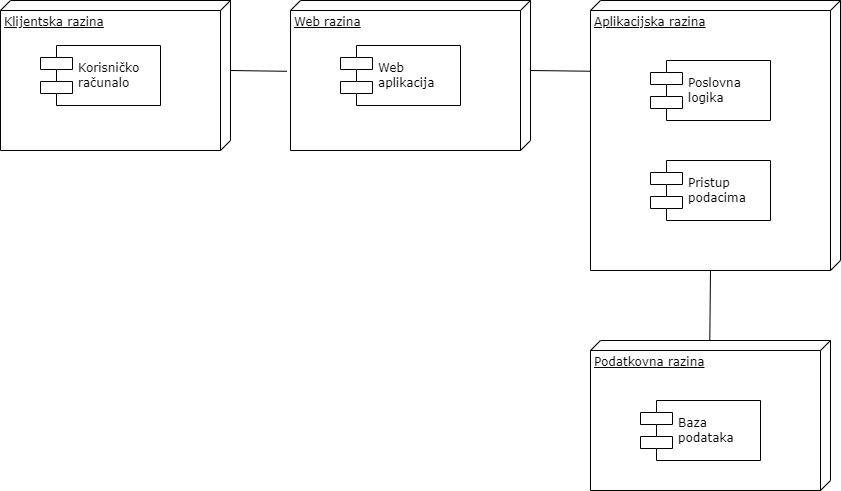 Klijentska razina
Korisničko
računalo
Web razina
Web
aplikacija
Aplikacijska razina
Poslovna
logika
Pristup
podacima
Podatkovna razina
Baza
podataka